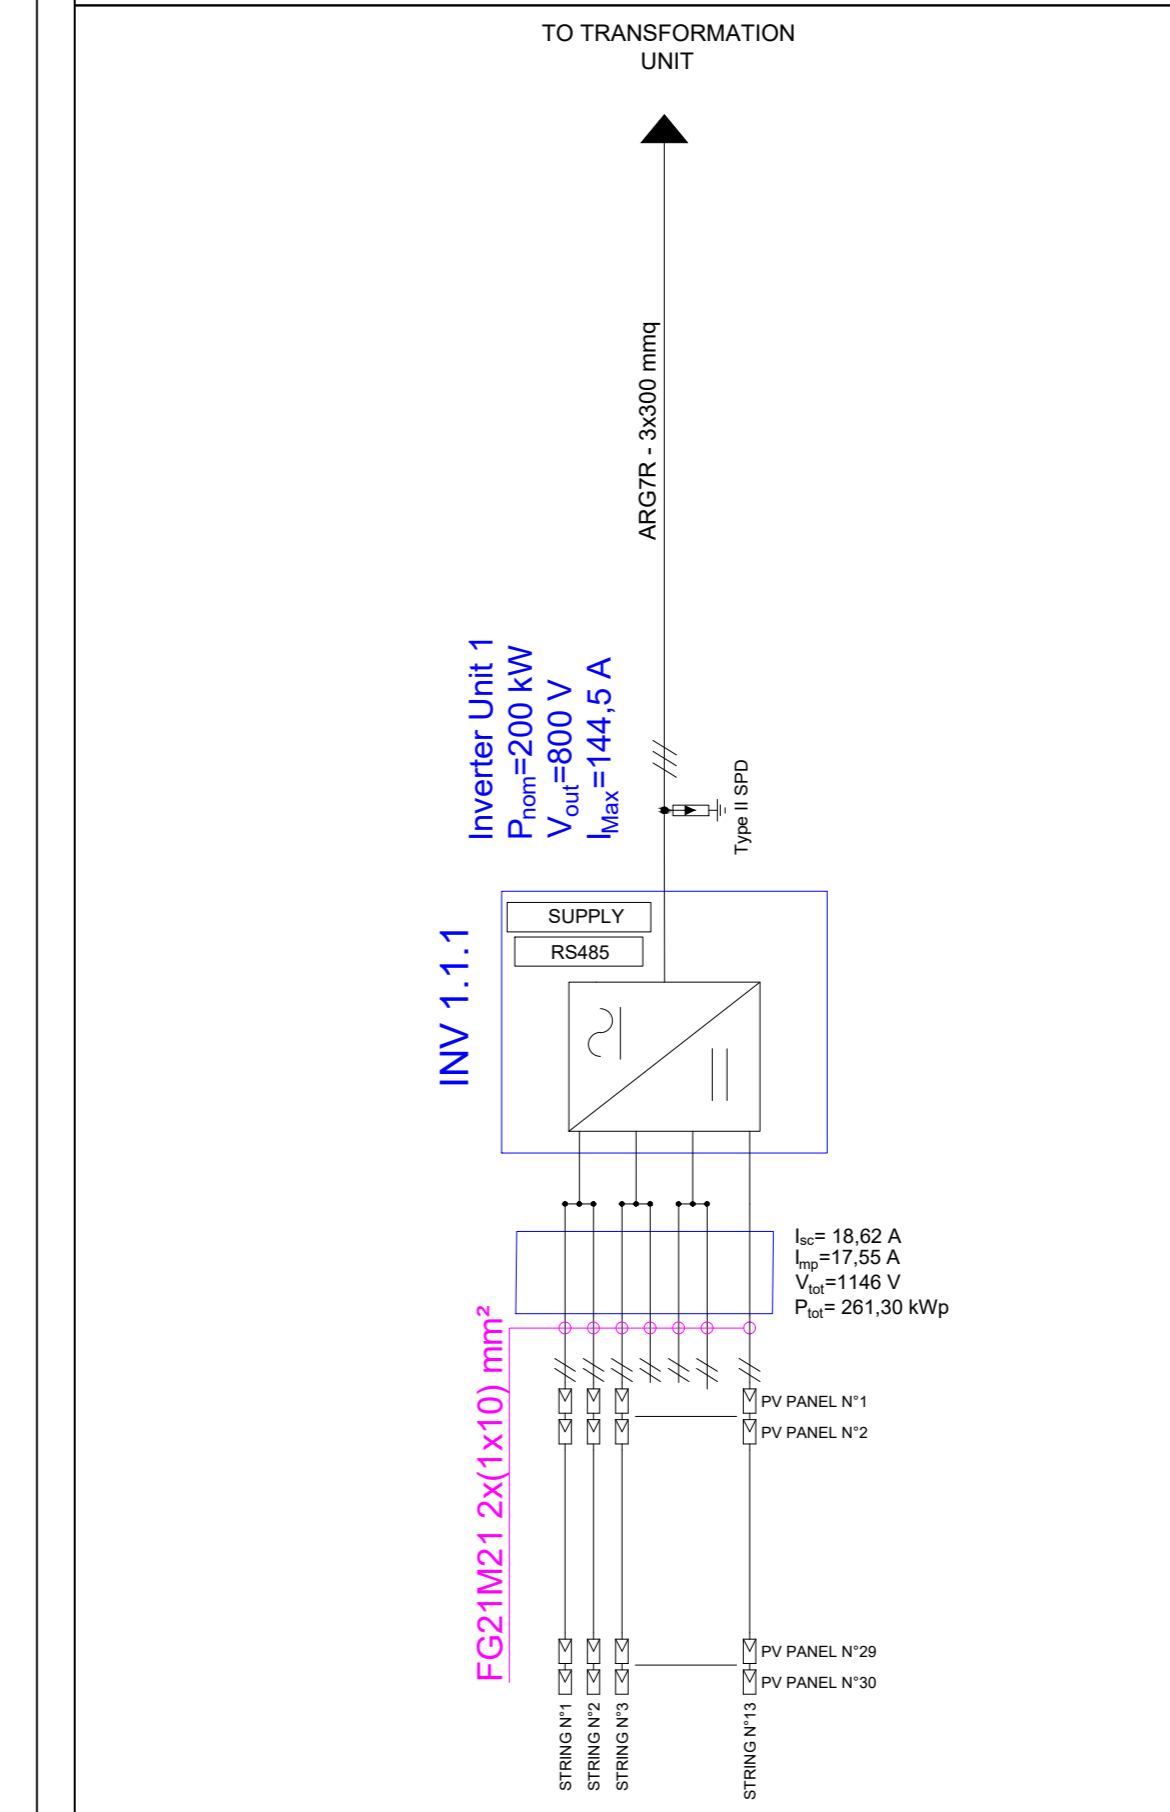 TO TRANSFORMATION
UNIT
ARG7R - 3x300 mmq
Inverter Unit 1
Pnom=200 kW
Vout=800 V
IMax=144,5 A
Type II SPD
SUPPLY
RS485
INV 1.1.1
Isc= 18,62 A
Imp=17,55 A
Vtot=1146 V
Ptot= 261,30 kWp
FG21M21 2x(1x10) mm²
PV PANEL N°1
PV PANEL N°2
PV PANEL N°29
PV PANEL N°30
STRING N°1
STRING N°2
STRING N°3
STRING N°13